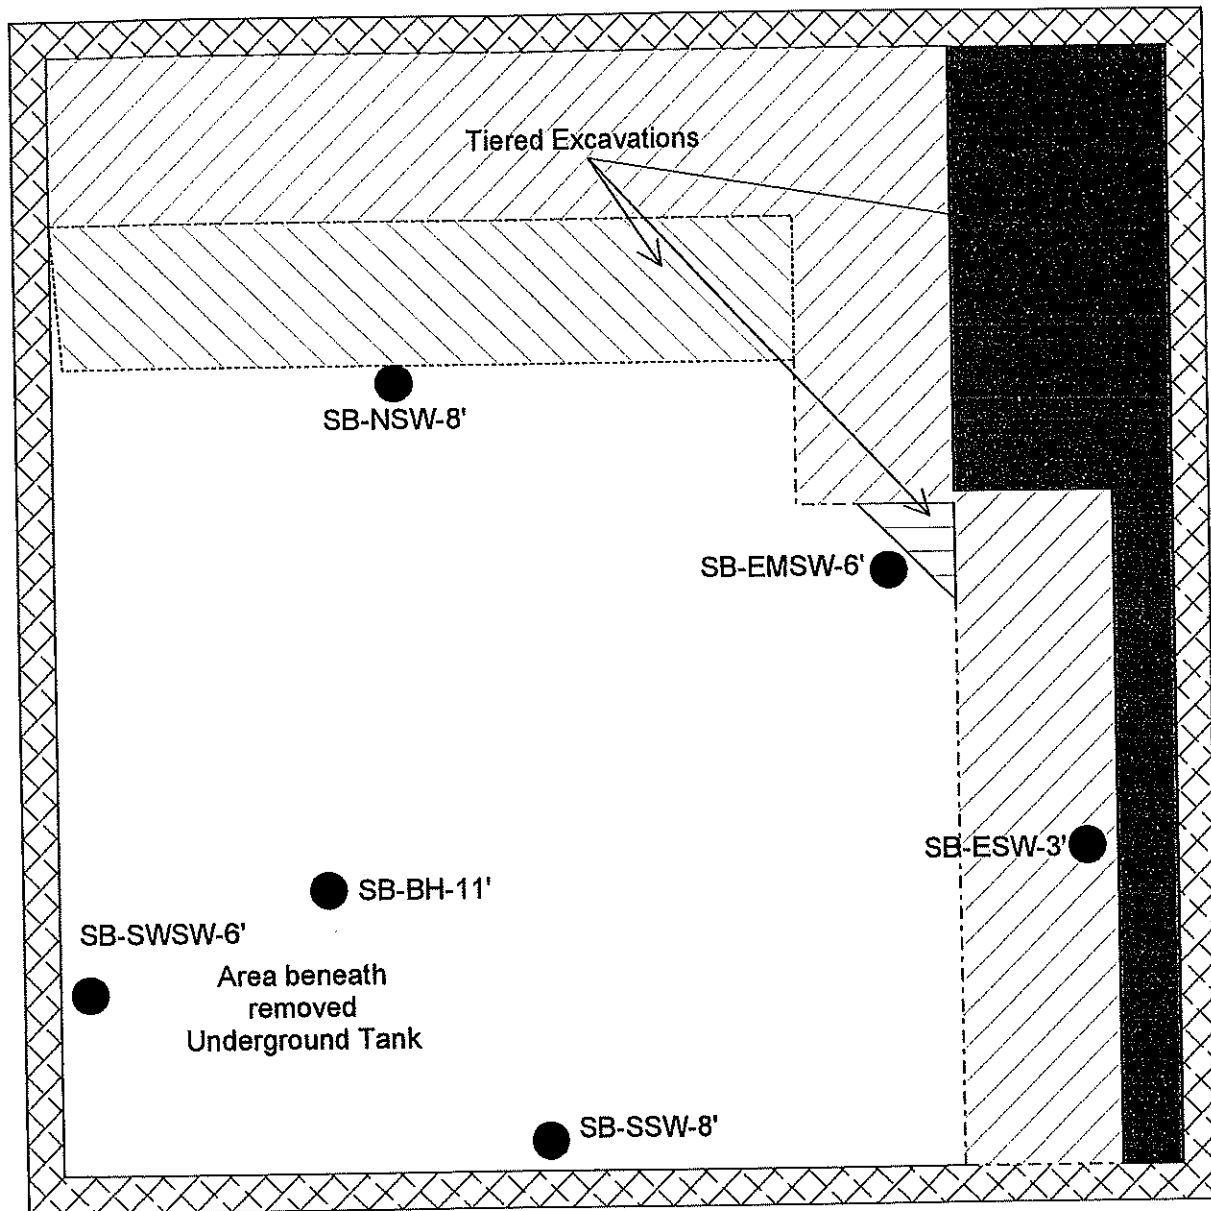 Tiered Excavations
SB-NSW-8'
SB-EMSW-6'
SB-ESW-3'
SB-BH-11'
SB-SWSW-6'
Area beneath
removed
Underground Tank
SB-SSW-8'